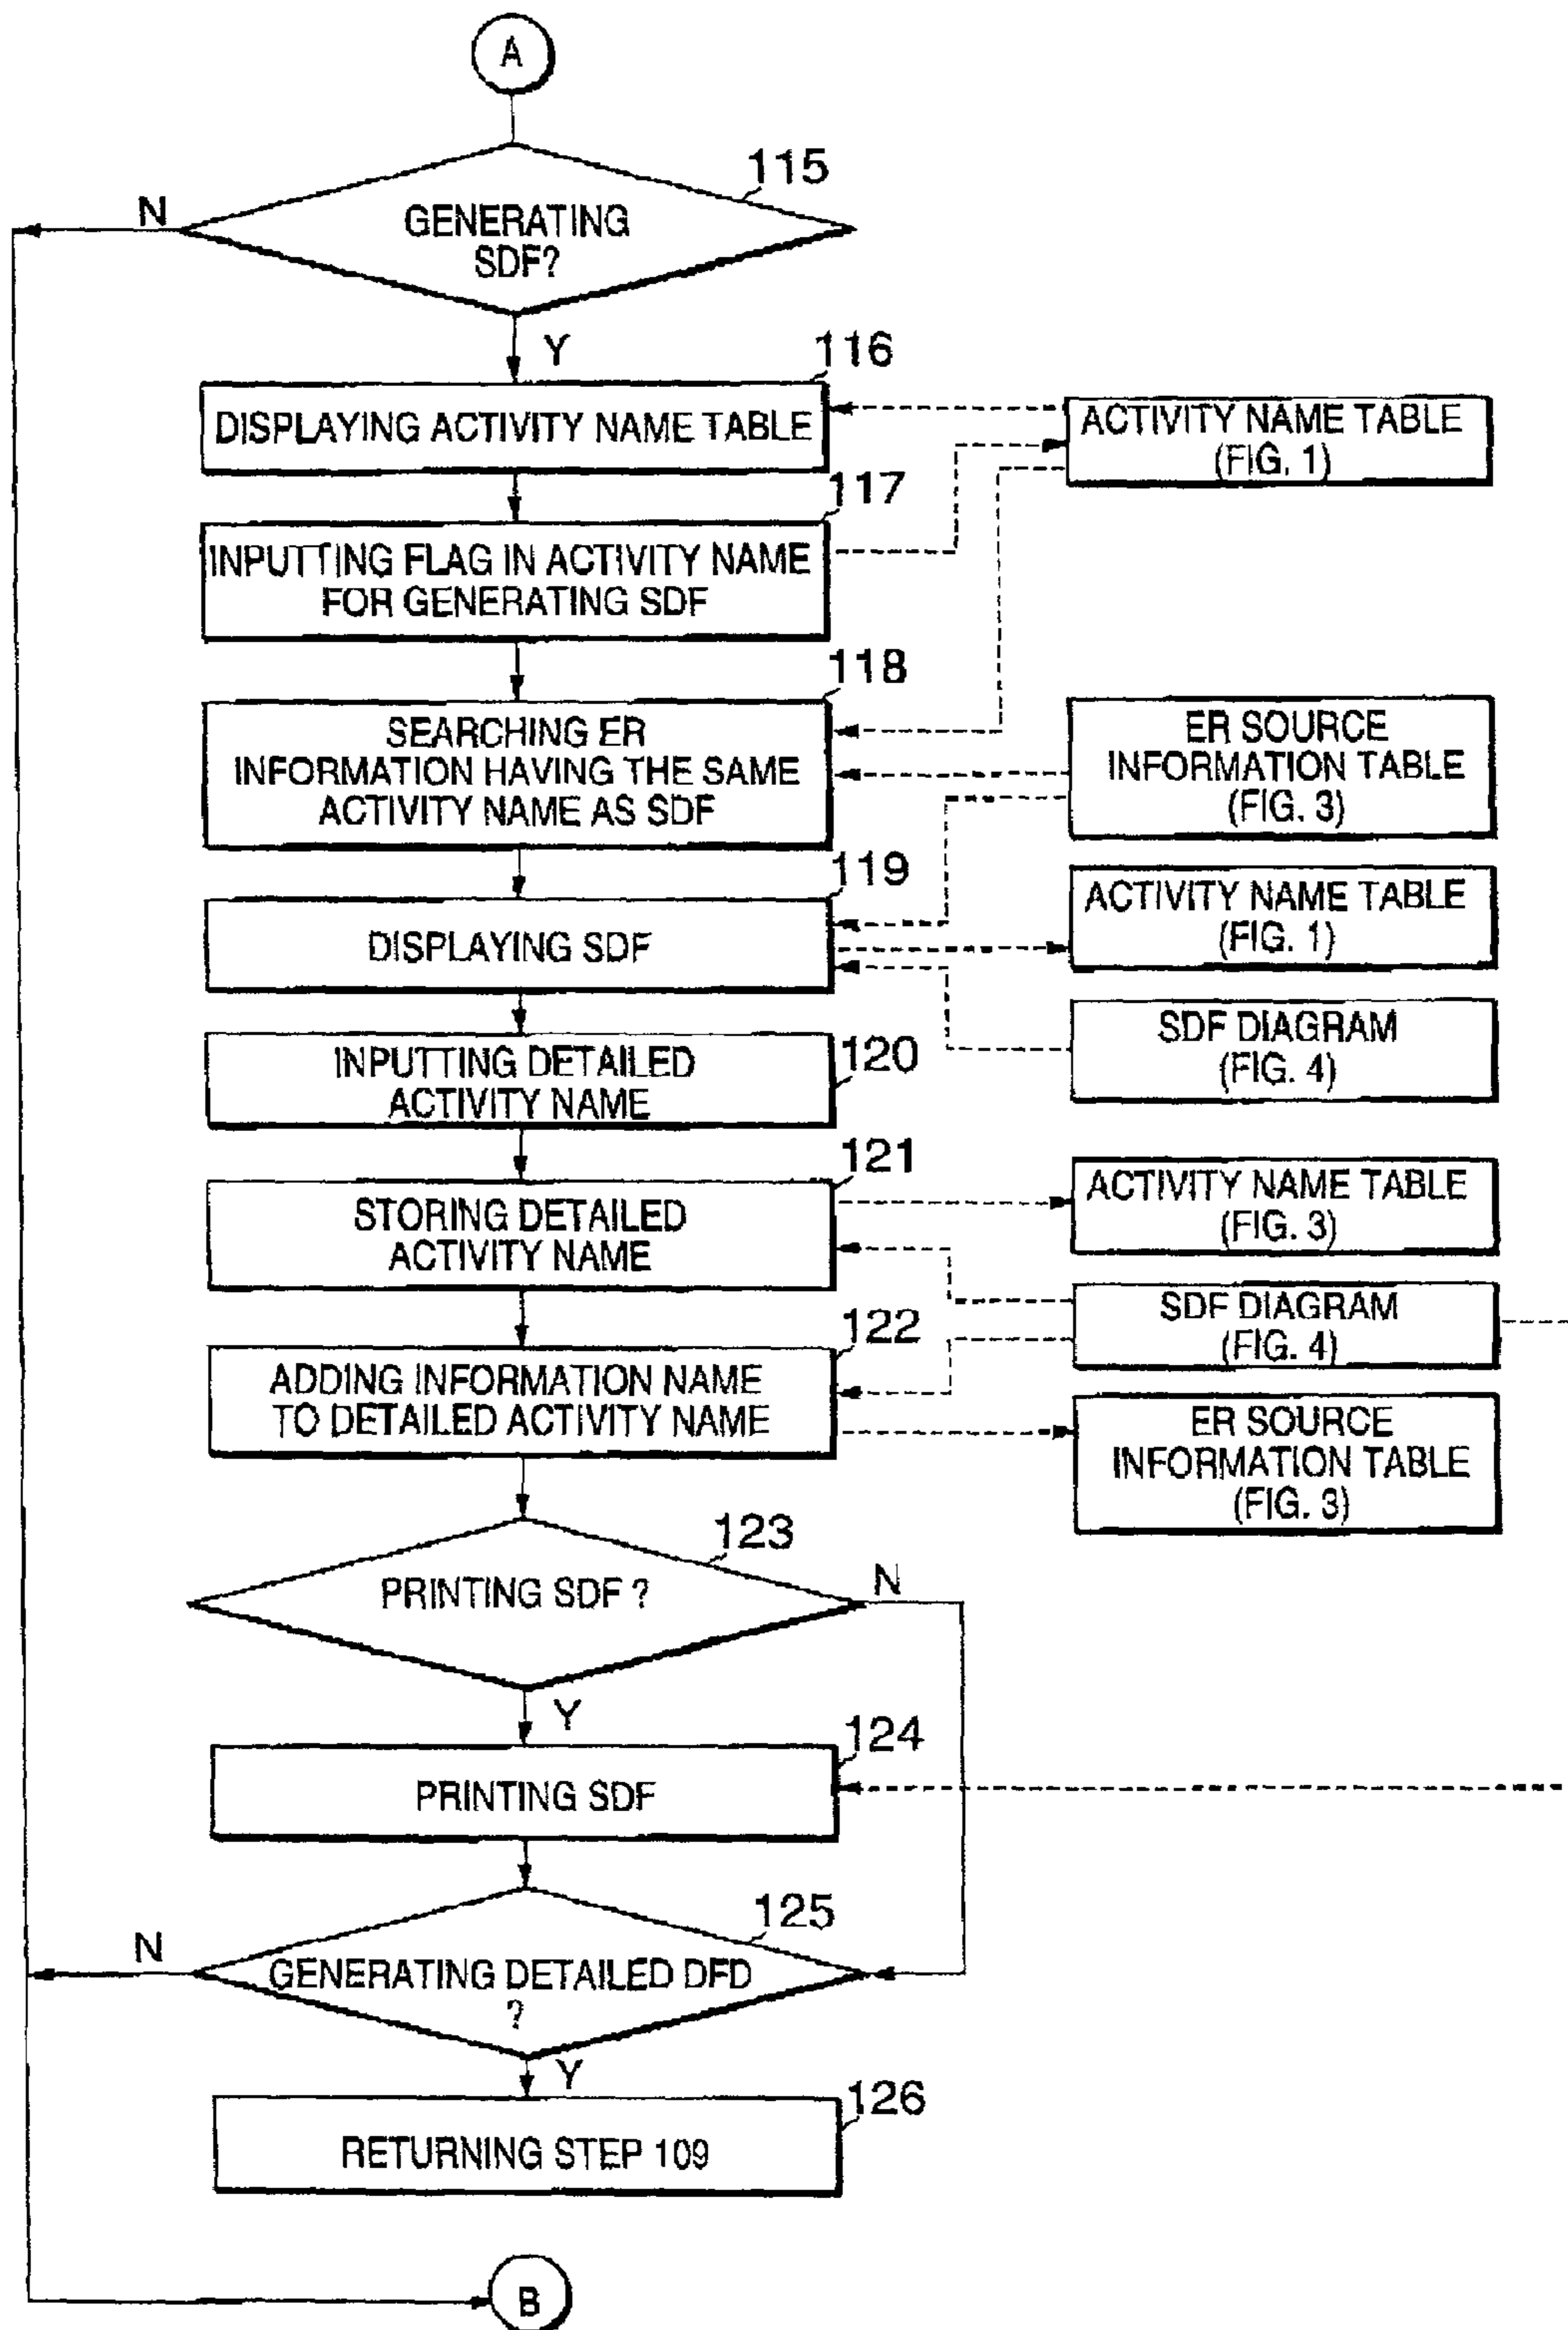 A
115
N
GENERATING
SDF?
Y
116
DISPLAYING ACTIVITY NAME TABLE
ACTIVITY NAME TABLE
(FIG. 1)
117
INPUTTING FLAG IN ACTIVITY NAME
FOR GENERATING SDF
118
SEARCHING ER
INFORMATION HAVING THE SAME
ACTIVITY NAME AS SDF
ER SOURCE
INFORMATION TABLE
(FIG. 3)
119
DISPLAYING SDF
ACTIVITY NAME TABLE
(FIG. 1)
SDF DIAGRAM
(FIG. 4)
120
INPUTTING DETAILED
ACTIVITY NAME
121
STORING DETAILED
ACTIVITY NAME
ACTIVITY NAME TABLE
(FIG. 3)
SDF DIAGRAM
(FIG. 4)
122
ADDING INFORMATION NAME
TO DETAILED ACTIVITY NAME
ER SOURCE
INFORMATION TABLE
(FIG. 3)
123
PRINTING SDF ?
N
Y
124
PRINTING SDF
125
N
GENERATING DETAILED DFD
?
Y
126
RETURNING STEP 109
B